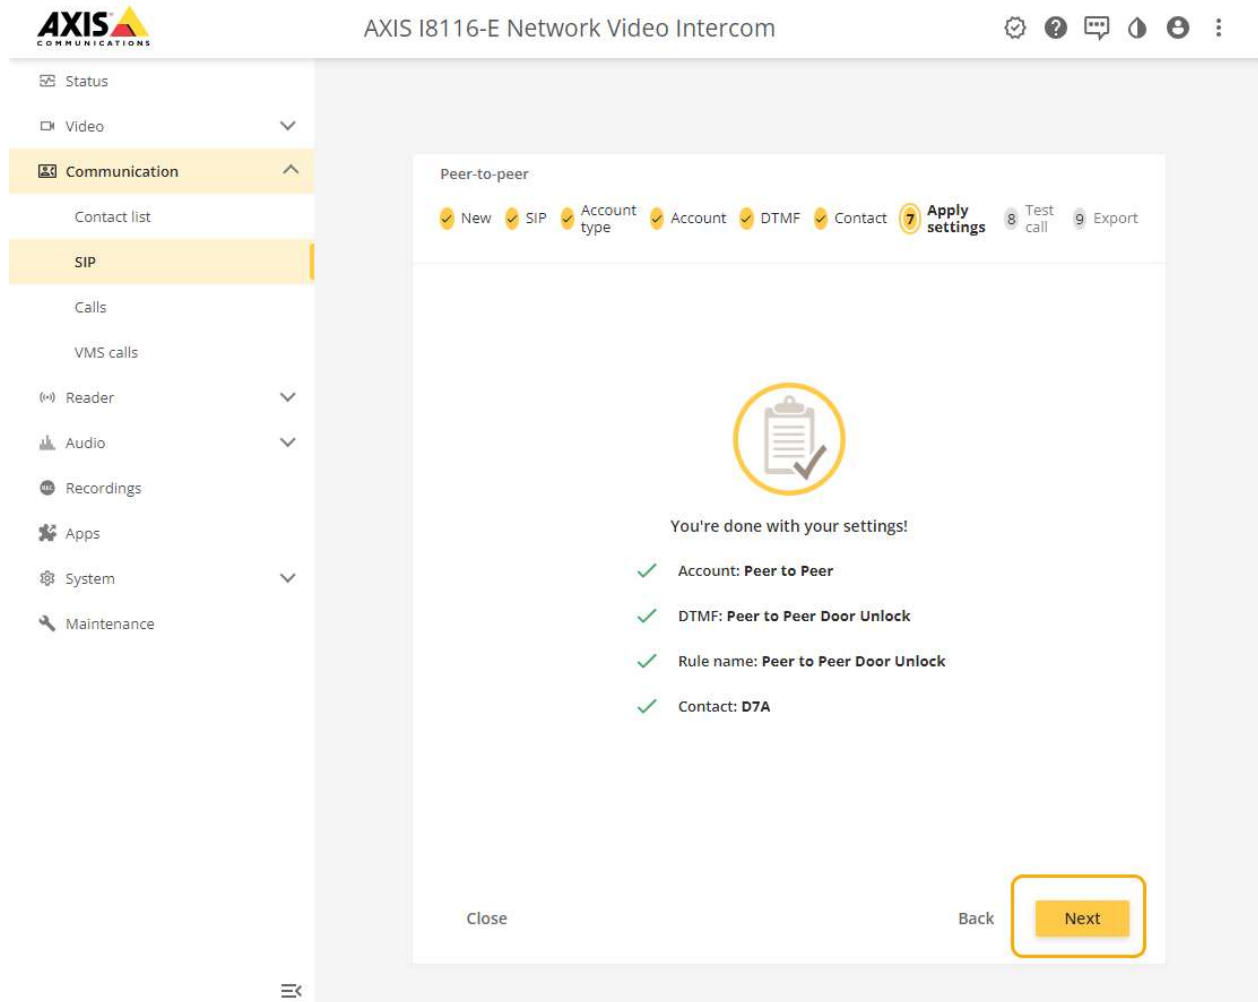 AXIS
COMMUNICATIONS
AXIS I8116-E Network Video Intercom
Status
Video
Communication
Contact list
SIP
Calls
VMS calls
Reader
Audio
REC
Recordings
Apps
System
Maintenance
Peer-to-peer
New
SIP
Account
type
Account
DTMF
Contact
7
Apply
settings
8
Test
call
9
Export
You're done with your settings!
Account: Peer to Peer
DTMF: Peer to Peer Door Unlock
Rule name: Peer to Peer Door Unlock
Contact: D7A
Close
Back
Next